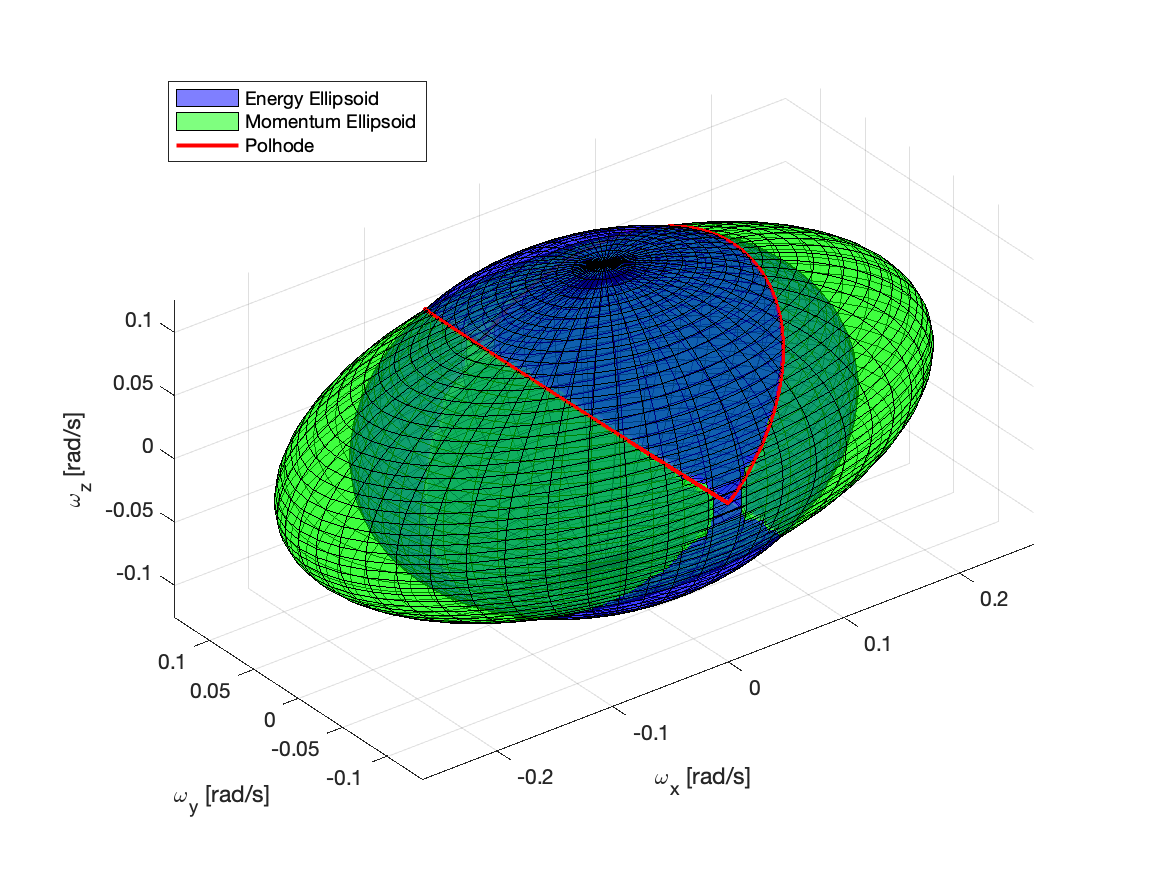 Energy Ellipsoid
Momentum Ellipsoid
Polhode
0.1
0.05
0
-0.05
-0.1
ω_z [rad/s]
0.1
0.05
0
-0.05
-0.1
ω_y [rad/s]
-0.2
-0.1
0
0.1
0.2
ω_x [rad/s]